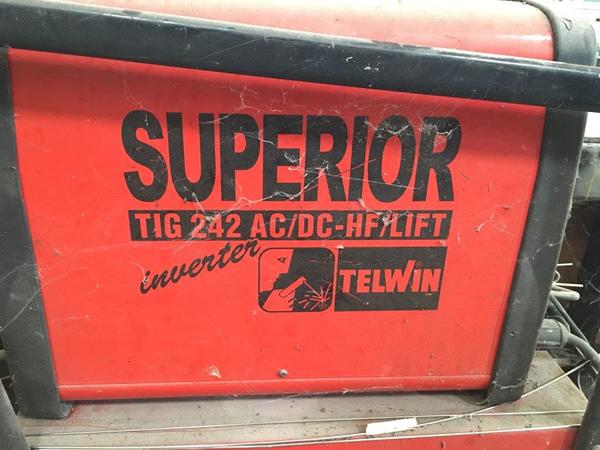 SUPERIOR
TIG 242 AC/DC-HF/LIFT
inverter
TELWIN